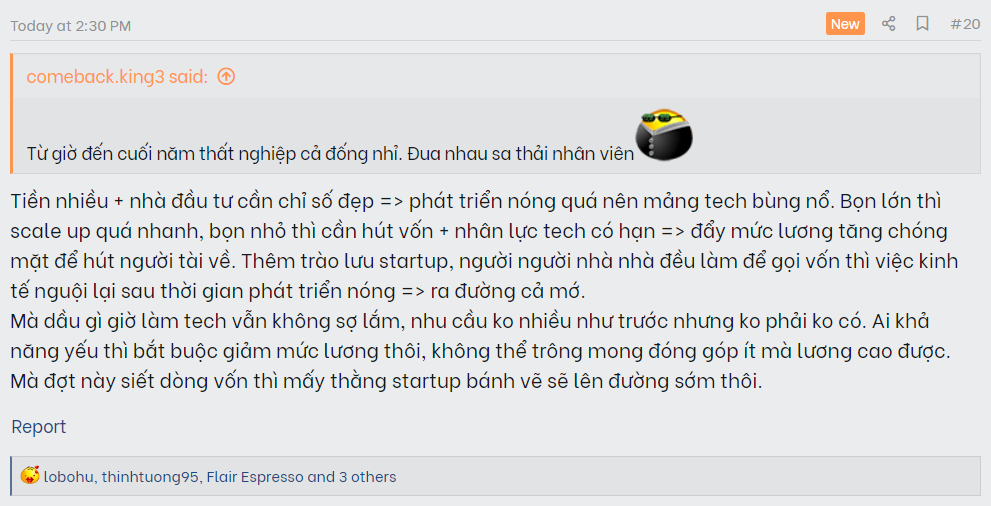 Today at 2:30 PM
New
#20
comeback.king3 said:
Từ giờ đến cuối năm thất nghiệp cả đống nhỉ. Đua nhau sa thải nhân viên
Tiền nhiều + nhà đầu tư cần chỉ số đẹp => phát triển nóng quá nên mảng tech bùng nổ. Bọn lớn thì
scale up quá nhanh, bọn nhỏ thì cần hút vốn + nhân lực tech có hạn => đẩy mức lương tăng chóng
mặt để hút người tài về. Thêm trào lưu startup, người người nhà nhà đều làm để gọi vốn thì việc kinh
tế nguội lại sau thời gian phát triển nóng => ra đường cả mớ.
Mà dầu gì giờ làm tech vẫn không sợ lắm, nhu cầu ko nhiều như trước nhưng ko phải ko có. Ai khả
năng yếu thì bắt buộc giảm mức lương thôi, không thể trông mong đóng góp ít mà lương cao được.
Mà đợt này siết dòng vốn thì mấy thằng startup bánh vẽ sẽ lên đường sớm thôi.
Report
lobohu, thinhtuong95, Flair Espresso and 3 others